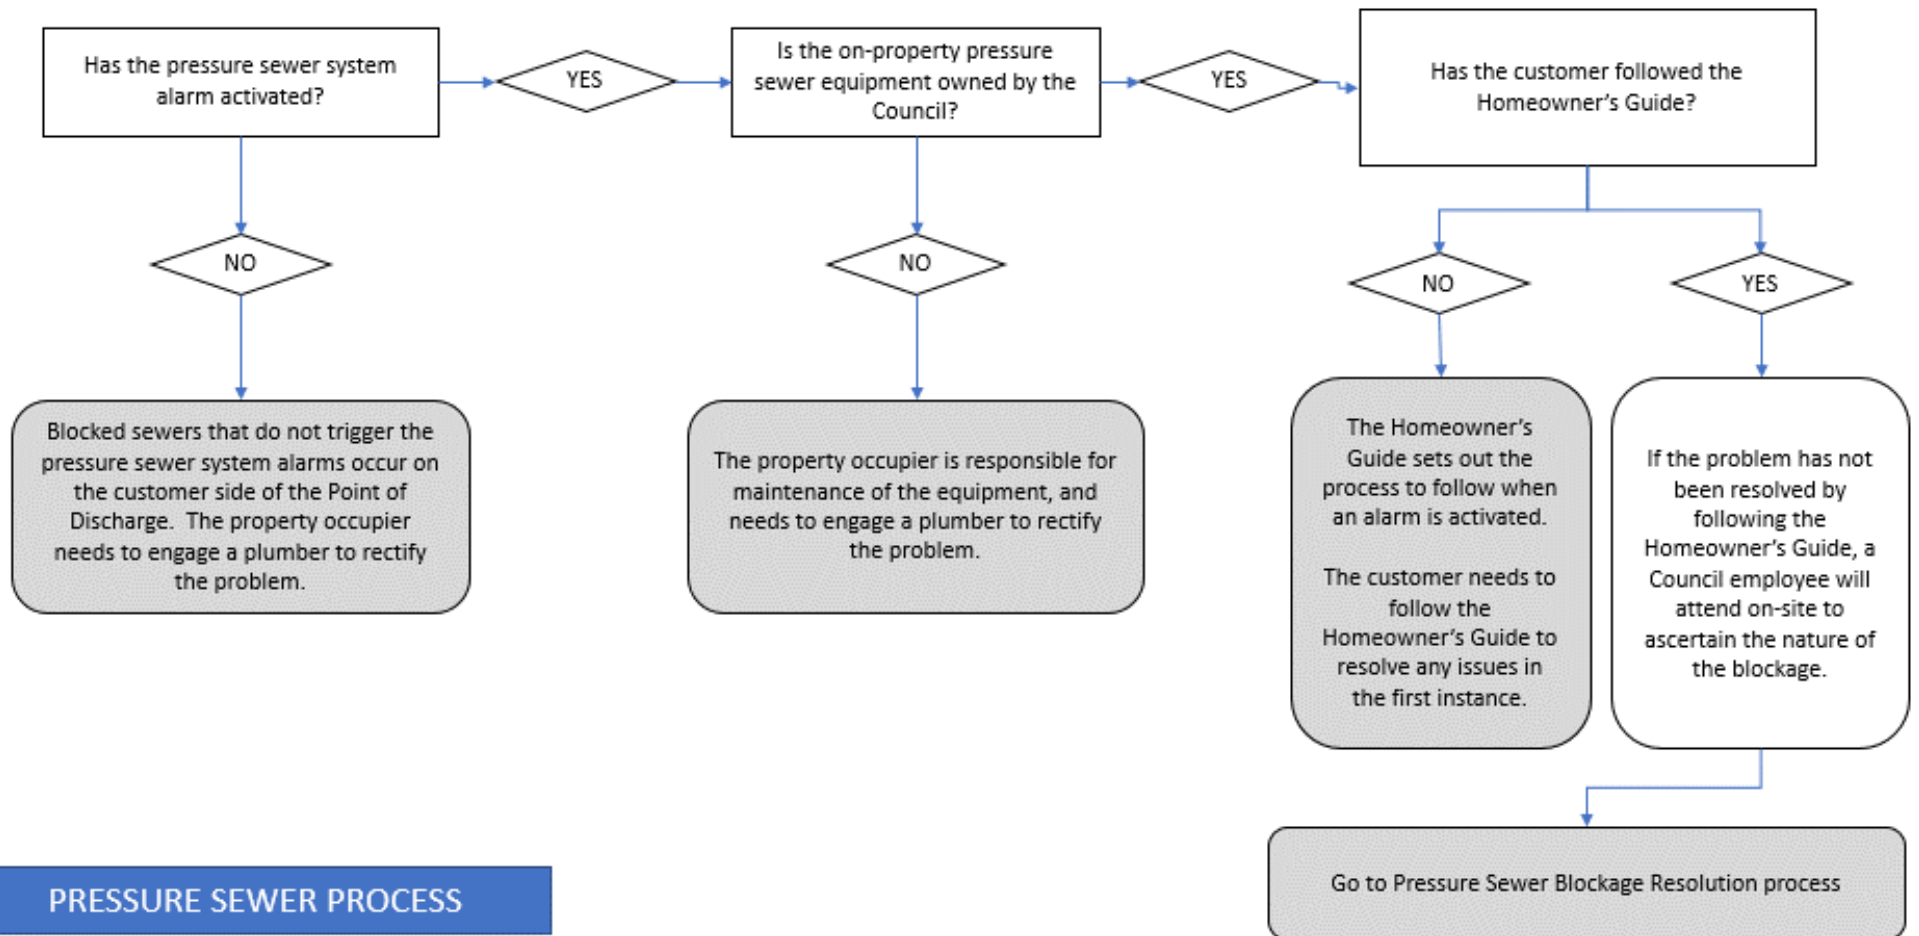 Has the pressure sewer system
alarm activated?
YES
Is the on-property pressure
sewer equipment owned by the
Council?
YES
Has the customer followed the
Homeowner’s Guide?
NO
NO
NO
YES
Blocked sewers that do not trigger the
pressure sewer system alarms occur on
the customer side of the Point of
Discharge.  The property occupier
needs to engage a plumber to rectify
the problem.
The property occupier is responsible for
maintenance of the equipment, and
needs to engage a plumber to rectify
the problem.
The Homeowner’s
Guide sets out the
process to follow when
an alarm is activated.
The customer needs to
follow the
Homeowner’s Guide to
resolve any issues in
the first instance.
If the problem has not
been resolved by
following the
Homeowner’s Guide, a
Council employee will
attend on-site to
ascertain the nature of
the blockage.
Go to Pressure Sewer Blockage Resolution process
PRESSURE SEWER PROCESS